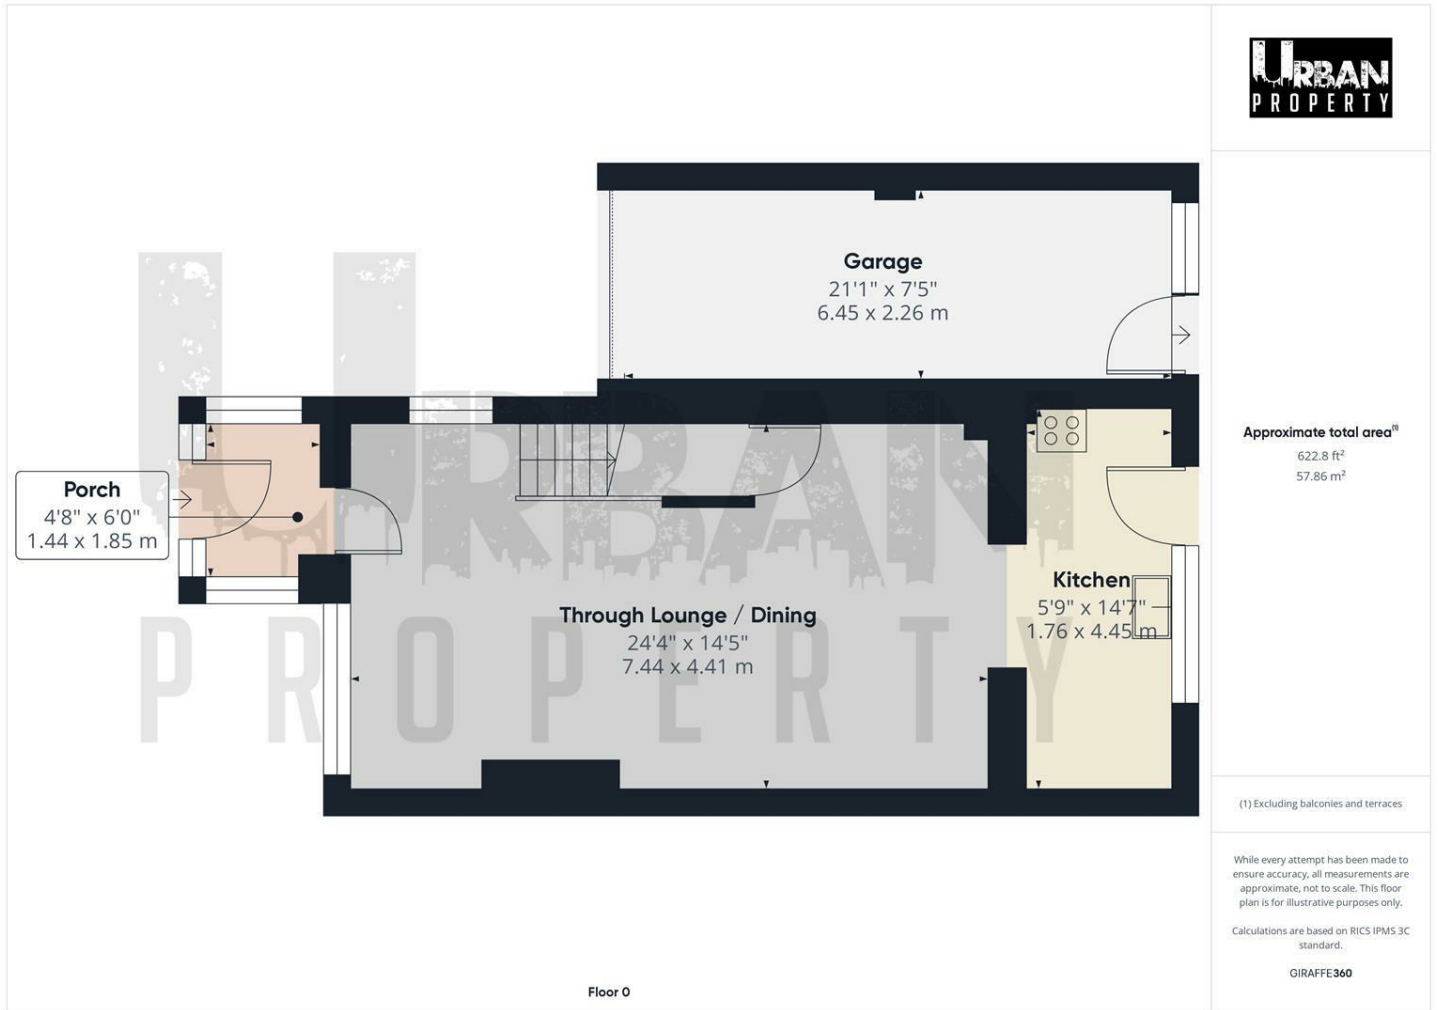 URBAN
PROPERTY
Garage
21'1" x 7'5"
6.45 x 2.26 m
Porch
4'8" x 6'0"
1.44 x 1.85 m
Through Lounge / Dining
24'4" x 14'5"
7.44 x 4.41 m
Kitchen
5'9" x 14'7"
1.76 x 4.45 m
URBAN
PROPERTY
Floor 0
Approximate total area(1)
622.8 ft²
57.86 m²
(1) Excluding balconies and terraces
While every attempt has been made to
ensure accuracy, all measurements are
approximate, not to scale. This floor
plan is for illustrative purposes only.
Calculations are based on RICS IPMS 3C
standard.
GIRAFFE360